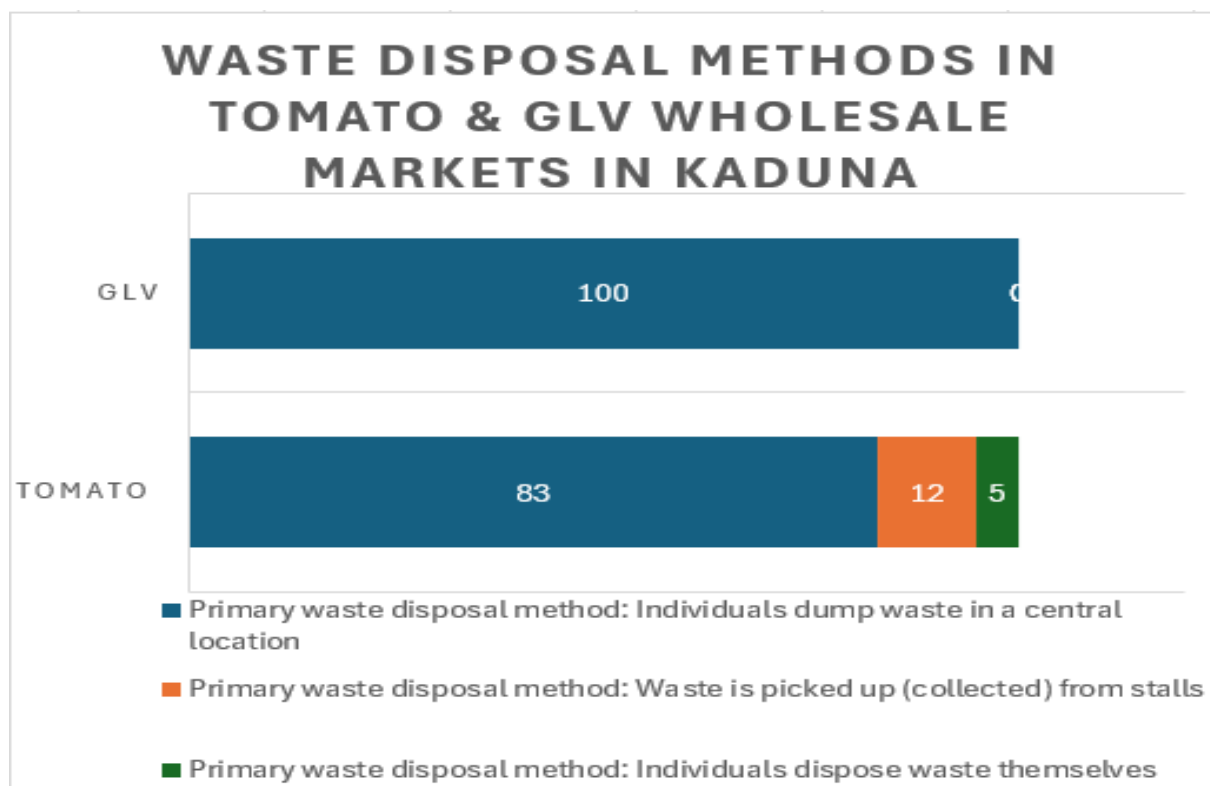 WASTE DISPOSAL METHODS IN
TOMATO & GLV WHOLESALE
MARKETS IN KADUNA
GLV
100
TOMATO
83
12
5
Primary waste disposal method: Individuals dump waste in a central
location
Primary waste disposal method: Waste is picked up (collected) from stalls
Primary waste disposal method: Individuals dispose waste themselves